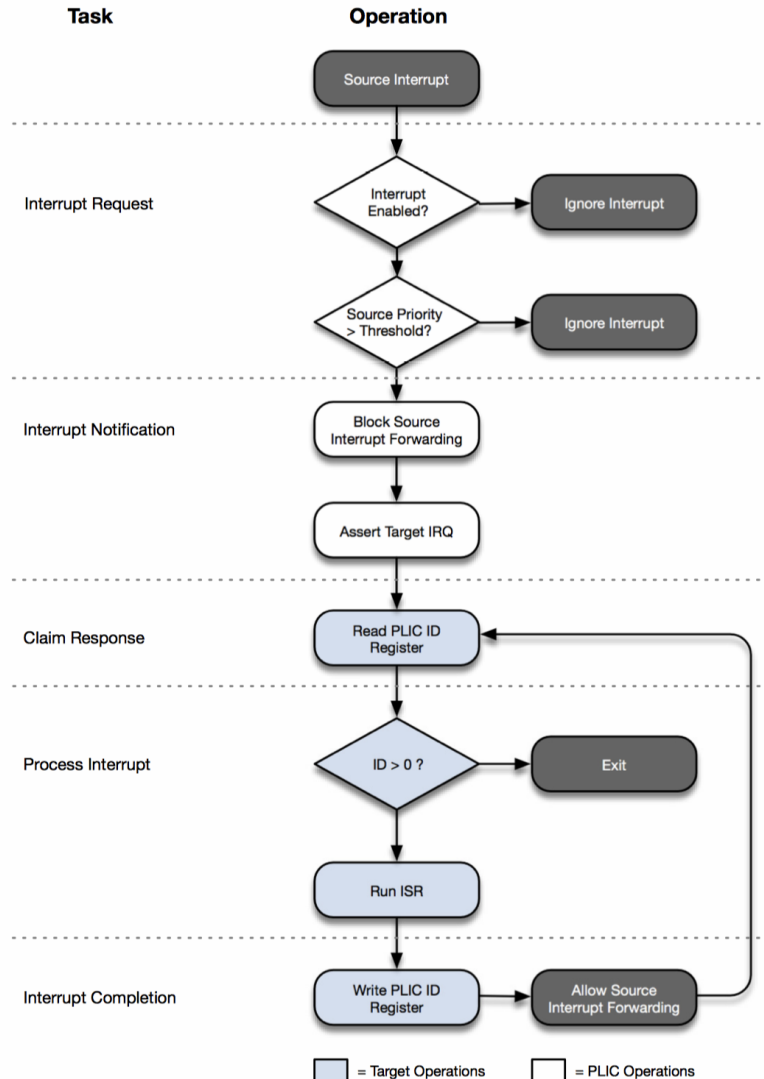 Task
Operation
Source Interrupt
Interrupt Request
Interrupt
Enabled?
Ignore Interrupt
Source Priority
> Threshold?
Ignore Interrupt
Interrupt Notification
Block Source
Interrupt Forwarding
Assert Target IRQ
Claim Response
Read PLIC ID
Register
Process Interrupt
ID > 0 ?
Exit
Run ISR
Interrupt Completion
Write PLIC ID
Register
Allow Source
Interrupt Forwarding
= Target Operations
= PLIC Operations